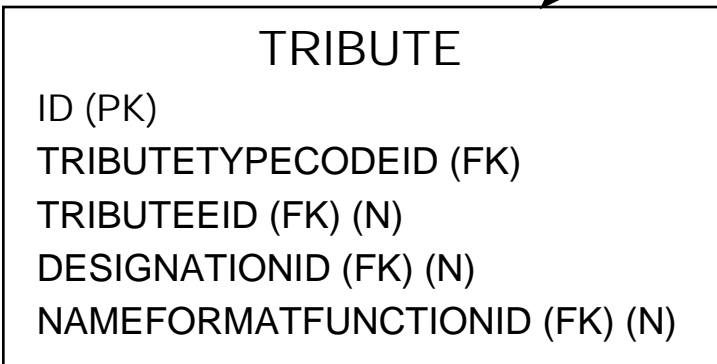 TRIBUTE
ID (PK)
TRIBUTETYPECODEID (FK)
TRIBUTEEID (FK) (N)
DESIGNATIONID (FK) (N)
NAMEFORMATFUNCTIONID (FK) (N)